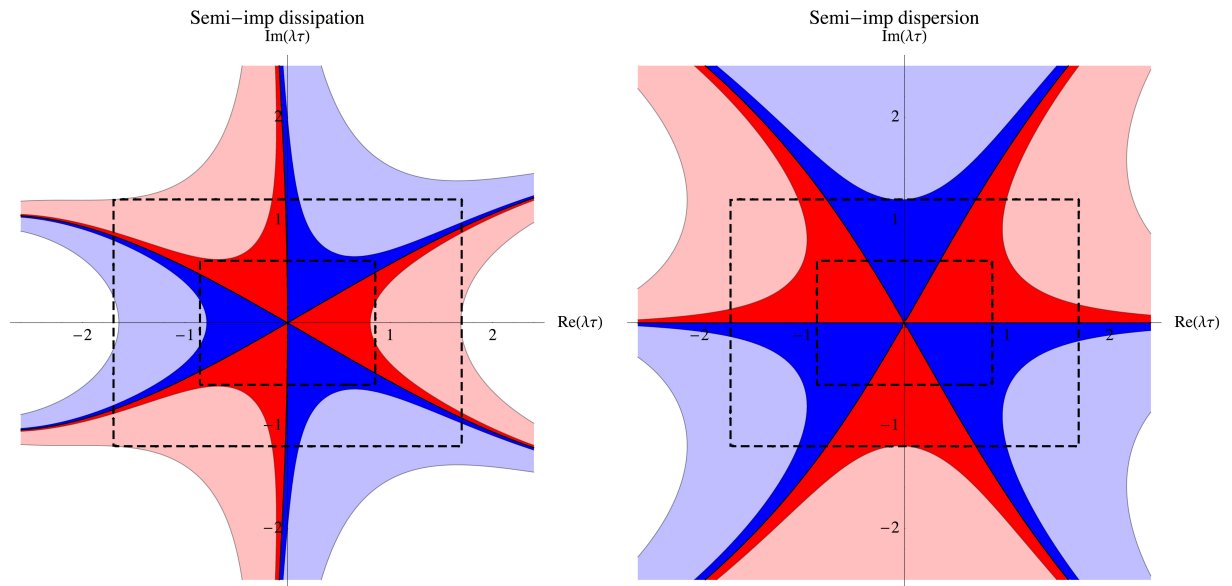 Semi−imp dissipation
Im(λτ)
2
1
−2
−1
1
2
Re(λτ)
−1
−2
Semi−imp dispersion
Im(λτ)
2
1
−2
−1
1
2
Re(λτ)
−1
−2